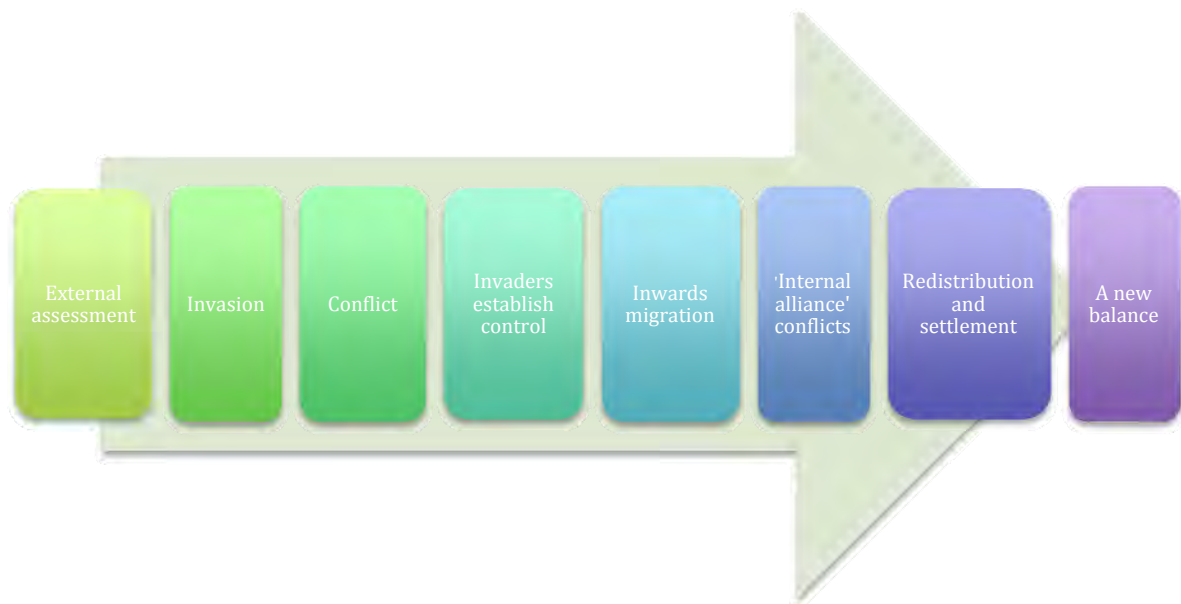 External
assessment
Invasion
Conflict
Invaders
establish
control
Inwards
migration
'Internal
alliance'
conflicts
Redistribution
and
settlement
A new
balance